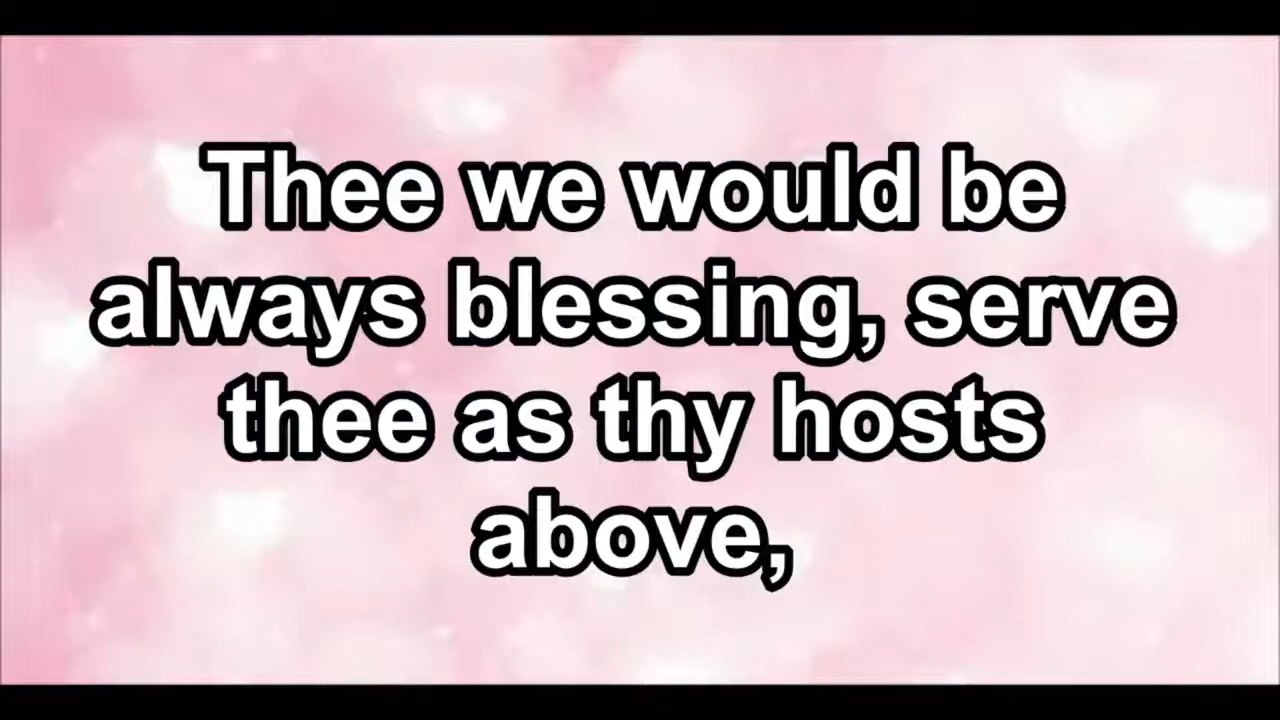 Thee we would be
always blessing, serve
thee as thy hosts
above,